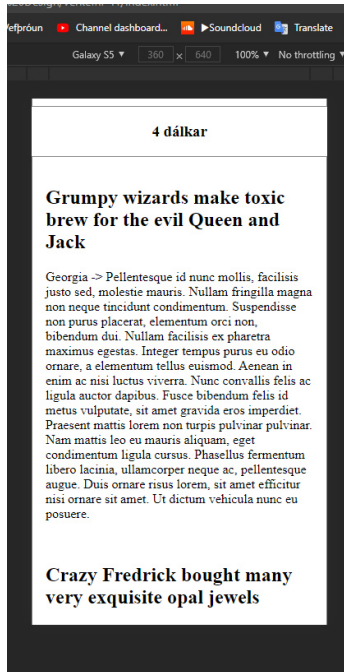 Vefþróun Channel dashboard... ▶Soundcloud Translate
Galaxy S5 ▼ 360 × 640 100% ▼ No throttling ▼
4 dálkar
Grumpy wizards make toxic
brew for the evil Queen and
Jack
Georgia -> Pellentesque id nunc mollis, facilisis
justo sed, molestie mauris. Nullam fringilla magna
non neque tincidunt condimentum. Suspendisse
non purus placerat, elementum orci non,
bibendum dui. Nullam facilisis ex pharetra
maximus egestas. Integer tempus purus eu odio
ornare, a elementum tellus euismod. Aenean in
enim ac nisi luctus viverra. Nunc convallis felis ac
ligula auctor dapibus. Fusce bibendum felis id
metus vulputate, sit amet gravida eros imperdiet.
Praesent mattis lorem non turpis pulvinar pulvinar.
Nam mattis leo eu mauris aliquam, eget
condimentum ligula cursus. Phasellus fermentum
libero lacinia, ullamcorper neque ac, pellentesque
augue. Duis ornare risus lorem, sit amet efficitur
nisi ornare sit amet. Ut dictum vehicula nunc eu
posuere.
Crazy Fredrick bought many
very exquisite opal jewels